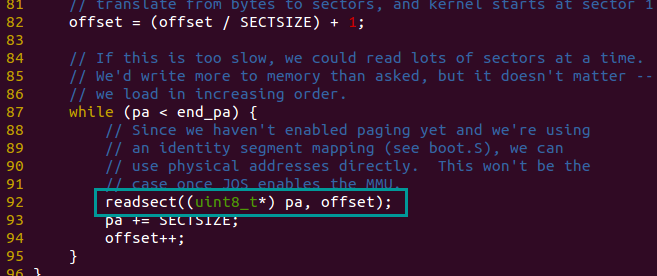 81 // translate from bytes to sectors, and kernel starts at sector 1
82 offset = (offset / SECTSIZE) + 1;
83
84 // If this is too slow, we could read lots of sectors at a time.
85 // We'd write more to memory than asked, but it doesn't matter --
86 // we load in increasing order.
87 while (pa < end_pa) {
88 // Since we haven't enabled paging yet and we're using
89 // an identity segment mapping (see boot.S), we can
90 // use physical addresses directly.  This won't be the
91 // case once JOS enables the MMU.
92 readsect((uint8_t*) pa, offset);
93 pa += SECTSIZE;
94 offset++;
95 }
96 }